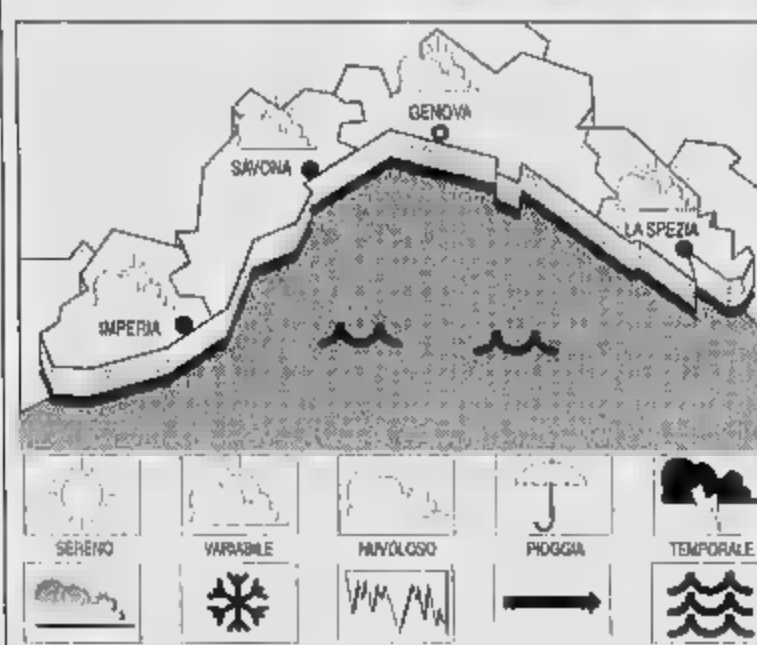 GENOVA
SAVONA
LA SPEZIA
IMPERIA
SERENO VARIABILE NUVOLOSO PIOGGIA TEMPORALE